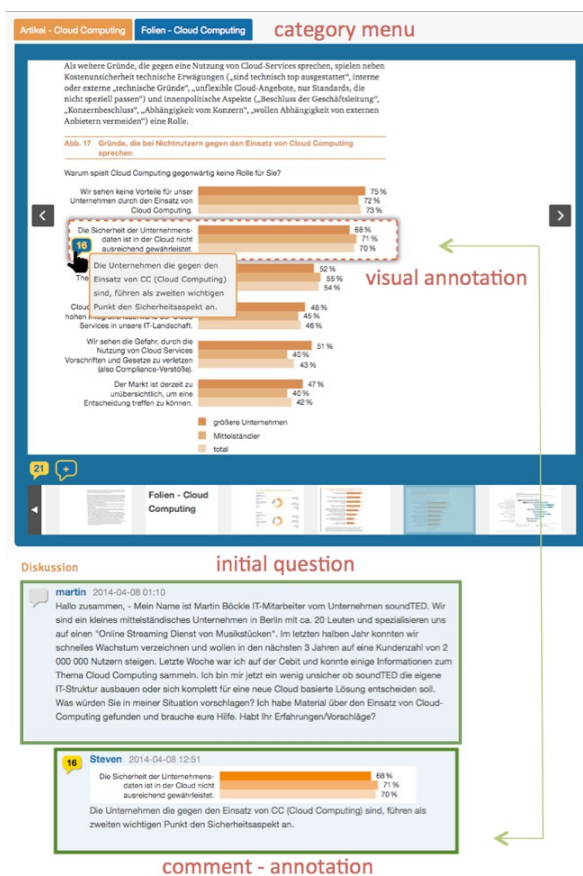 Artikel - Cloud Computing
Folien - Cloud Computing
category menu
Als weitere Gründe, die gegen eine Nutzung von Cloud-Services sprechen, spielen neben
Kostenunsicherheit technische Erwägungen („sind technisch top ausgestattet“, interne
oder externe „technische Gründe“, „unflexible Cloud-Angebote, nur Standards, die
nicht speziell passen“) und innenpolitische Aspekte („Beschluss der Geschäftsleitung“,
„Konzernbeschluss“, „Abhängigkeit vom Konzern“, „wollen Abhängigkeit von externen
Anbietern vermeiden“) eine Rolle.
Abb. 17 Gründe, die bei Nichtnutzern gegen den Einsatz von Cloud Computing
sprechen
Warum spielt Cloud Computing gegenwärtig keine Rolle für Sie?
Wir sehen keine Vorteile für unser
Unternehmen durch den Einsatz von
Cloud Computing.
75 %
72 %
73 %
Die Sicherheit der Unternehmens-
daten ist in der Cloud nicht
ausreichend gewährleistet.
68 %
71 %
70 %
16
Die Unternehmen die gegen den
Einsatz von CC (Cloud Computing)
sind, führen als zweiten wichtigen
Punkt den Sicherheitsaspekt an.
visual annotation
52 %
55 %
54 %
Services in unsere IT-Landschaft.
46 %
45 %
46 %
Wir sehen die Gefahr, durch die
Nutzung von Cloud Services
Vorschriften und Gesetze zu verletzen
(also Compliance-Verstöße).
51 %
40 %
43 %
Der Markt ist derzeit zu
unübersichtlich, um eine
Entscheidung treffen zu können.
47 %
40 %
42 %
größere Unternehmen
Mittelständler
total
21
+
Folien - Cloud
Computing
Diskussion
initial question
martin 2014-04-08 01:10
Hallo zusammen, - Mein Name ist Martin Böckle IT-Mitarbeiter vom Unternehmen soundTED. Wir
sind ein kleines mittelständisches Unternehmen in Berlin mit ca. 20 Leuten und spezialisieren uns
auf einen "Online Streaming Dienst von Musikstücken". Im letzten halben Jahr konnten wir
schnelles Wachstum verzeichnen und wollen in den nächsten 3 Jahren auf eine Kundenzahl von 2
000 000 Nutzern steigen. Letzte Woche war ich auf der Cebit und konnte einige Informationen zum
Thema Cloud Computing sammeln. Ich bin mir jetzt ein wenig unsicher ob soundTED die eigene
IT-Struktur ausbauen oder sich komplett für eine neue Cloud basierte Lösung entscheiden soll.
Was würden Sie in meiner Situation vorschlagen? Ich habe Material über den Einsatz von Cloud-
Computing gefunden und brauche eure Hilfe. Habt Ihr Erfahrungen/Vorschläge?
16
Steven 2014-04-08 12:51
Die Sicherheit der Unternehmens-
daten ist in der Cloud nicht
ausreichend gewährleistet.
68 %
71 %
70 %
Die Unternehmen die gegen den Einsatz von CC (Cloud Computing) sind, führen als
zweiten wichtigen Punkt den Sicherheitsaspekt an.
comment - annotation